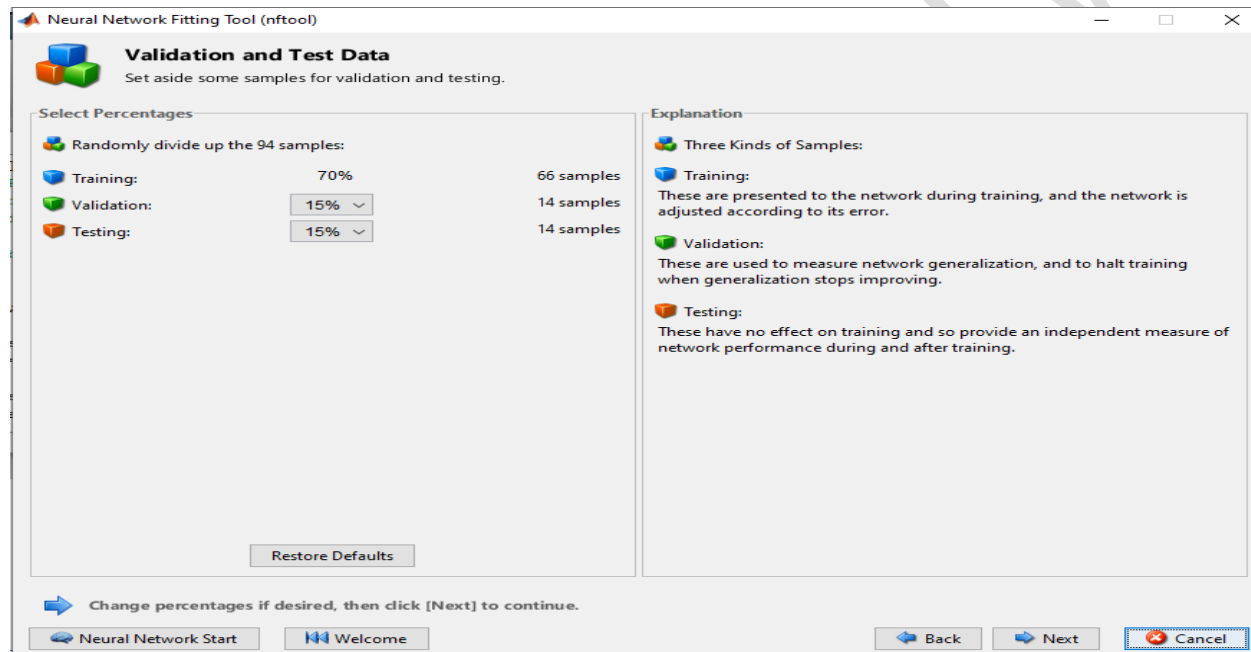 Neural Network Fitting Tool (nftool)
Validation and Test Data
Set aside some samples for validation and testing.
Select Percentages
Randomly divide up the 94 samples:
Training: 70% 66 samples
Validation: 15% 14 samples
Testing: 15% 14 samples
Restore Defaults
Explanation
Three Kinds of Samples:
Training:
These are presented to the network during training, and the network is
adjusted according to its error.
Validation:
These are used to measure network generalization, and to halt training
when generalization stops improving.
Testing:
These have no effect on training and so provide an independent measure of
network performance during and after training.
Change percentages if desired, then click [Next] to continue.
Neural Network Start Welcome Back Next Cancel